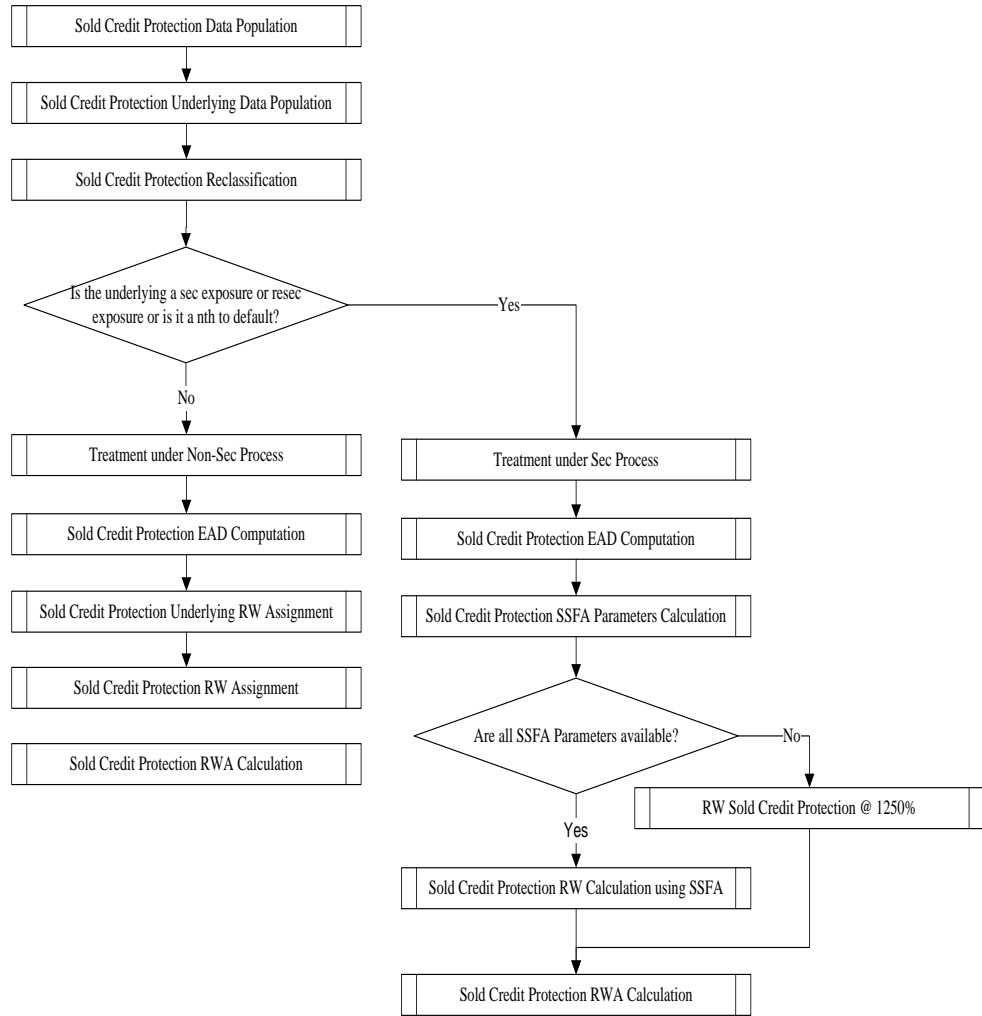 Sold Credit Protection Data Population
Sold Credit Protection Underlying Data Population
Sold Credit Protection Reclassification
Is the underlying a sec exposure or resec
exposure or is it a nth to default?
Yes
No
Treatment under Non-Sec Process
Sold Credit Protection EAD Computation
Sold Credit Protection Underlying RW Assignment
Sold Credit Protection RW Assignment
Sold Credit Protection RWA Calculation
Treatment under Sec Process
Sold Credit Protection EAD Computation
Sold Credit Protection SSFA Parameters Calculation
Are all SSFA Parameters available?
No
RW Sold Credit Protection @ 1250%
Yes
Sold Credit Protection RW Calculation using SSFA
Sold Credit Protection RWA Calculation